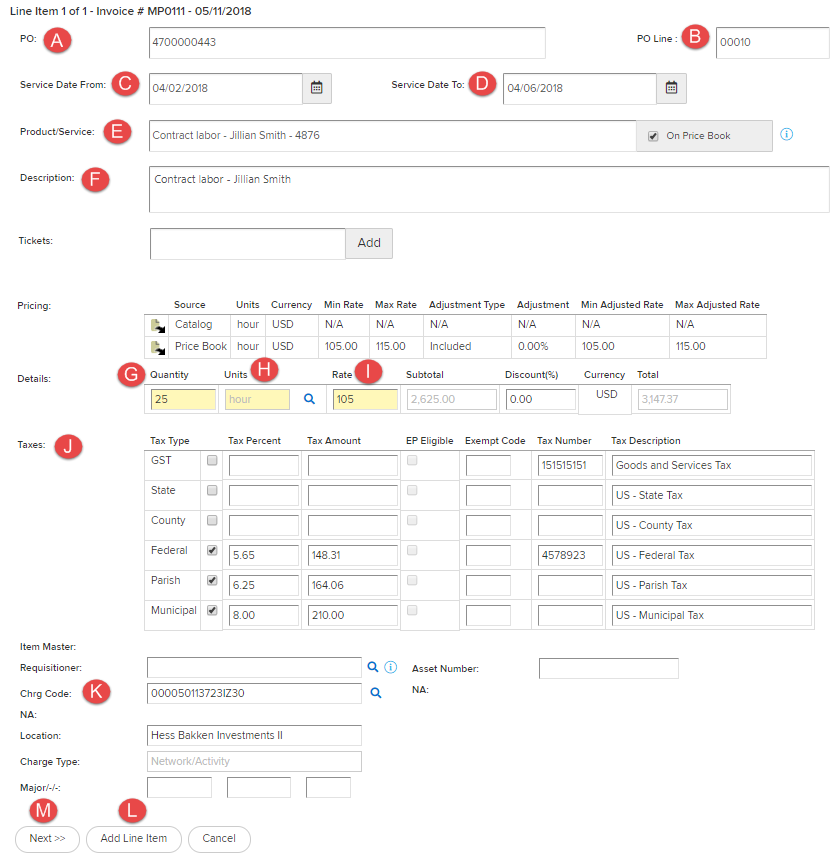 Line Item 1 of 1 - Invoice # MP0111 - 05/11/2018
PO: A 4700000443 PO Line : B 00010
Service Date From: C 04/02/2018 Service Date To: D 04/06/2018
Product/Service: E Contract labor - Jillian Smith - 4876 On Price Book
Description: F Contract labor - Jillian Smith
Tickets: Add
Pricing: Source Units Currency Min Rate Max Rate Adjustment Type Adjustment Min Adjusted Rate Max Adjusted Rate
Catalog hour USD N/A N/A N/A N/A N/A N/A
Price Book hour USD 105.00 115.00 Included 0.00% 105.00 115.00
Details: G Quantity Units H Rate I Subtotal Discount(%) Currency Total
25 hour 105 2,625.00 0.00 USD 3,147.37
Taxes: J Tax Type Tax Percent Tax Amount EP Eligible Exempt Code Tax Number Tax Description
GST 151515151 Goods and Services Tax
State US - State Tax
County US - County Tax
Federal 5.65 148.31 4578923 US - Federal Tax
Parish 6.25 164.06 US - Parish Tax
Municipal 8.00 210.00 US - Municipal Tax
Item Master:
Requisitioner: Asset Number:
Chrg Code: K 000050113723IZ30 NA:
NA:
Location: Hess Bakken Investments II
Charge Type: Network/Activity
Major/-/-:
M L
Next >> Add Line Item Cancel